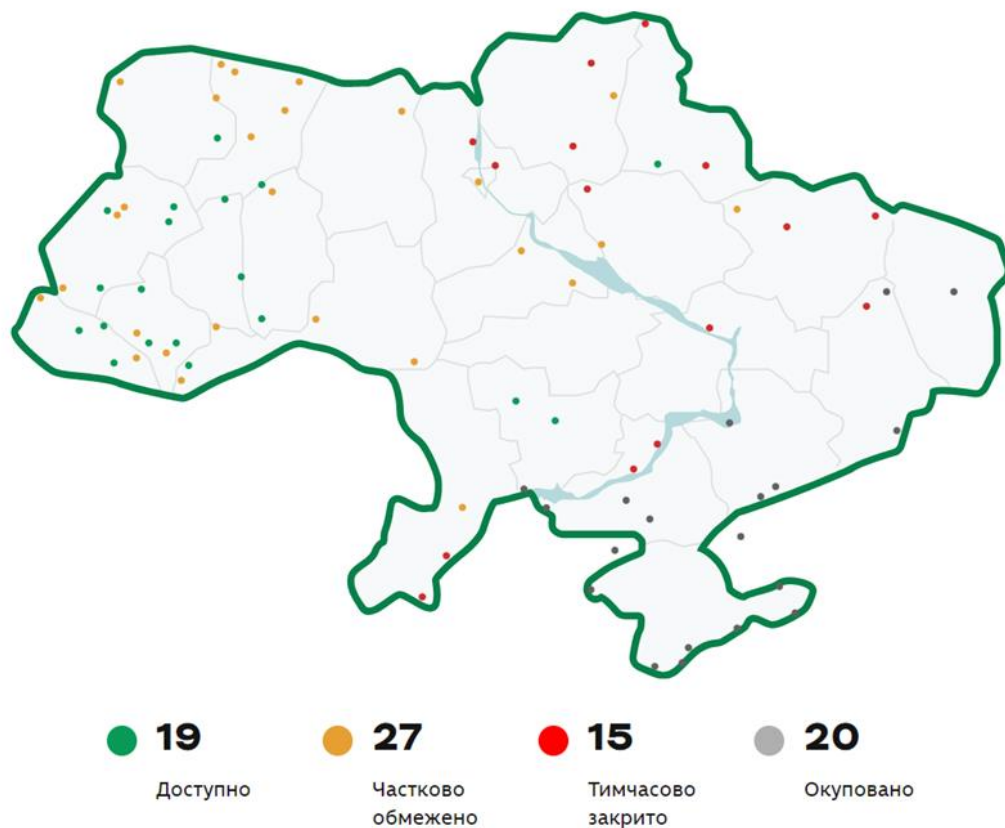 19
Доступно
27
Частково
обмежено
15
Тимчасово
закрито
20
Окуповано